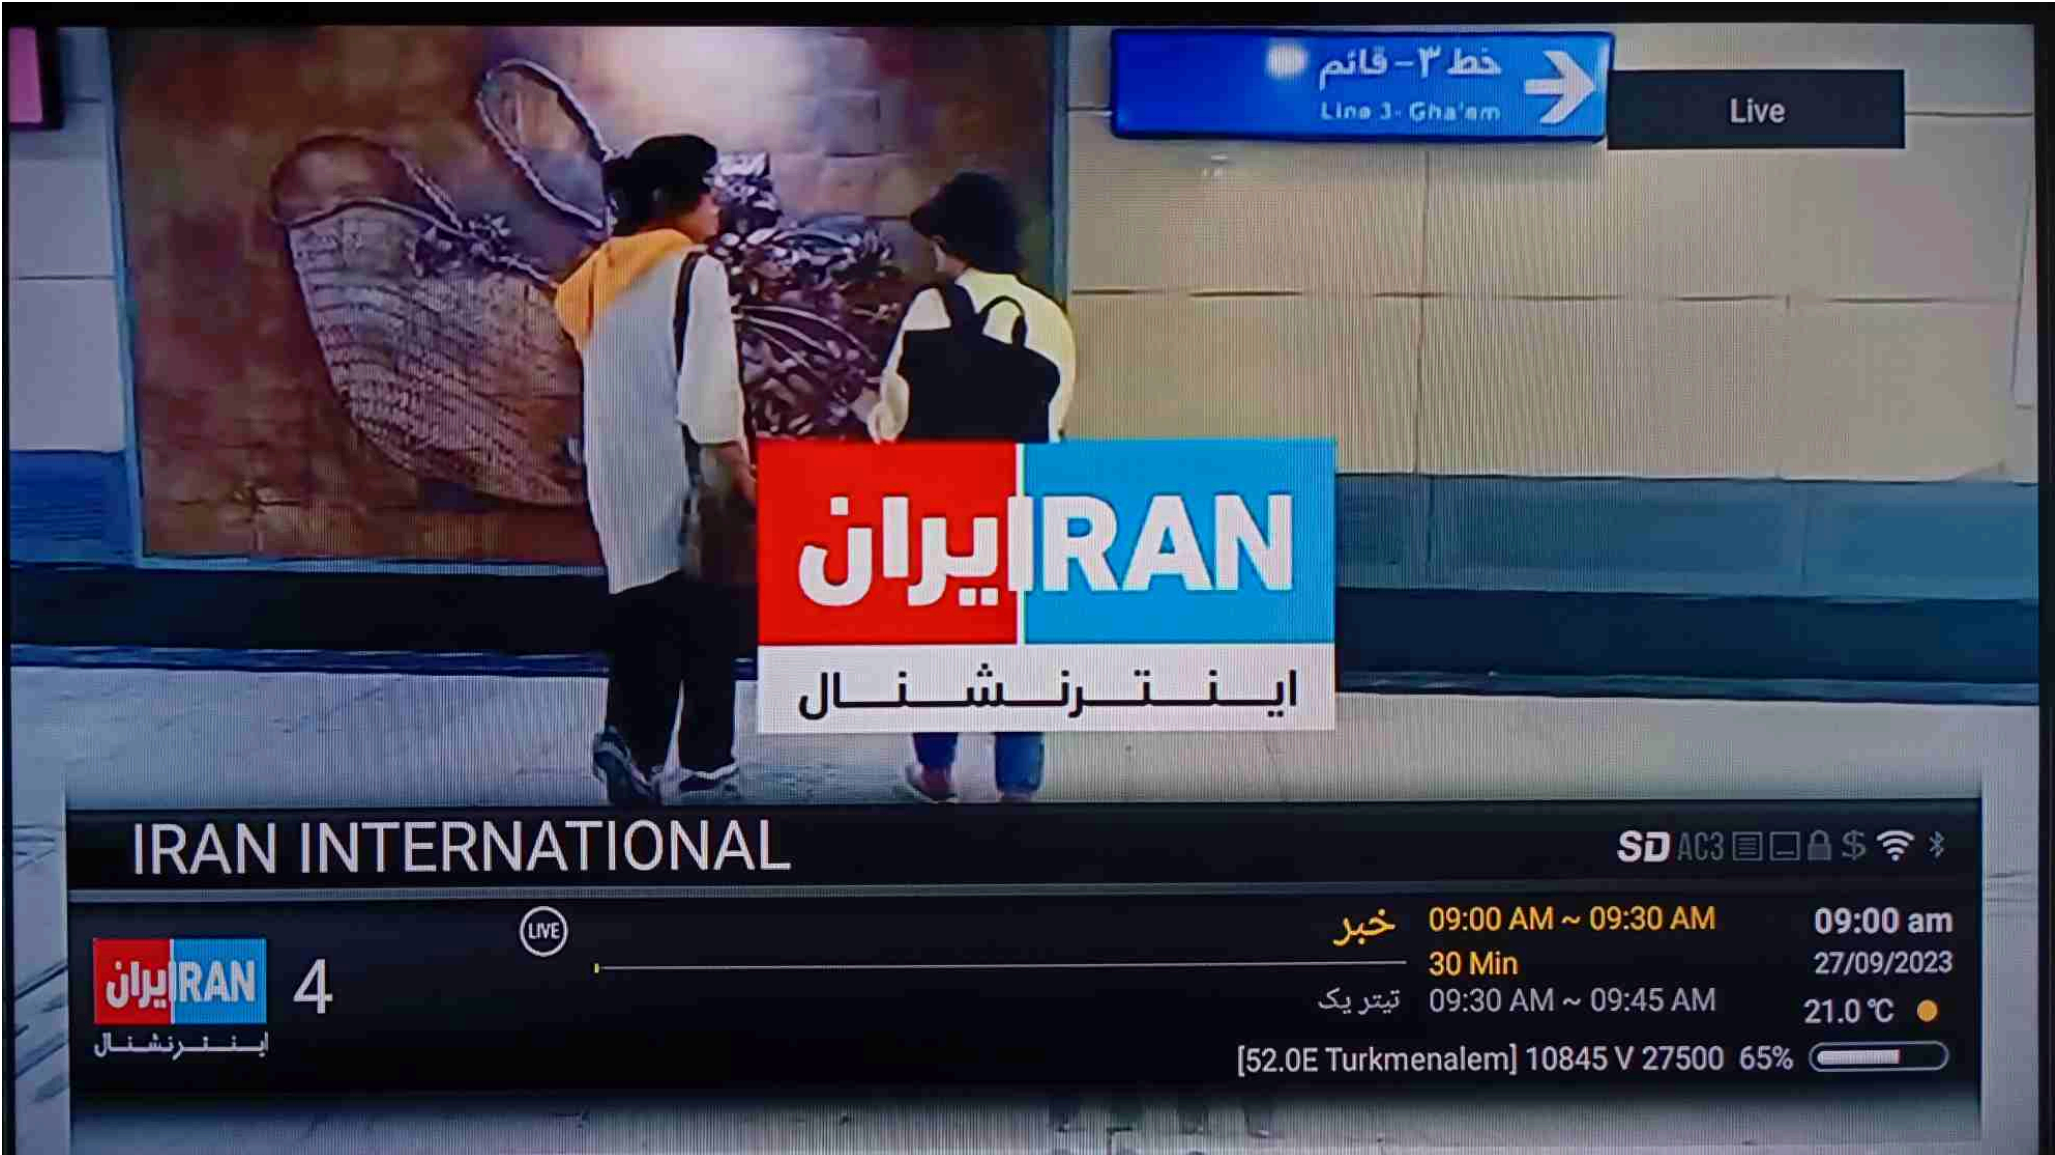 خط ۳ - قائم
Line 3 - Gha'em
Live
ایران IRAN
اینترنشنال
IRAN INTERNATIONAL
SD AC3 $
LIVE
خبر 09:00 AM ~ 09:30 AM 09:00 am
30 Min 27/09/2023
ایران IRAN 4
تیتر یک 09:30 AM ~ 09:45 AM 21.0 °C
اینترنشنال
[52.0E Turkmenalem] 10845 V 27500 65%